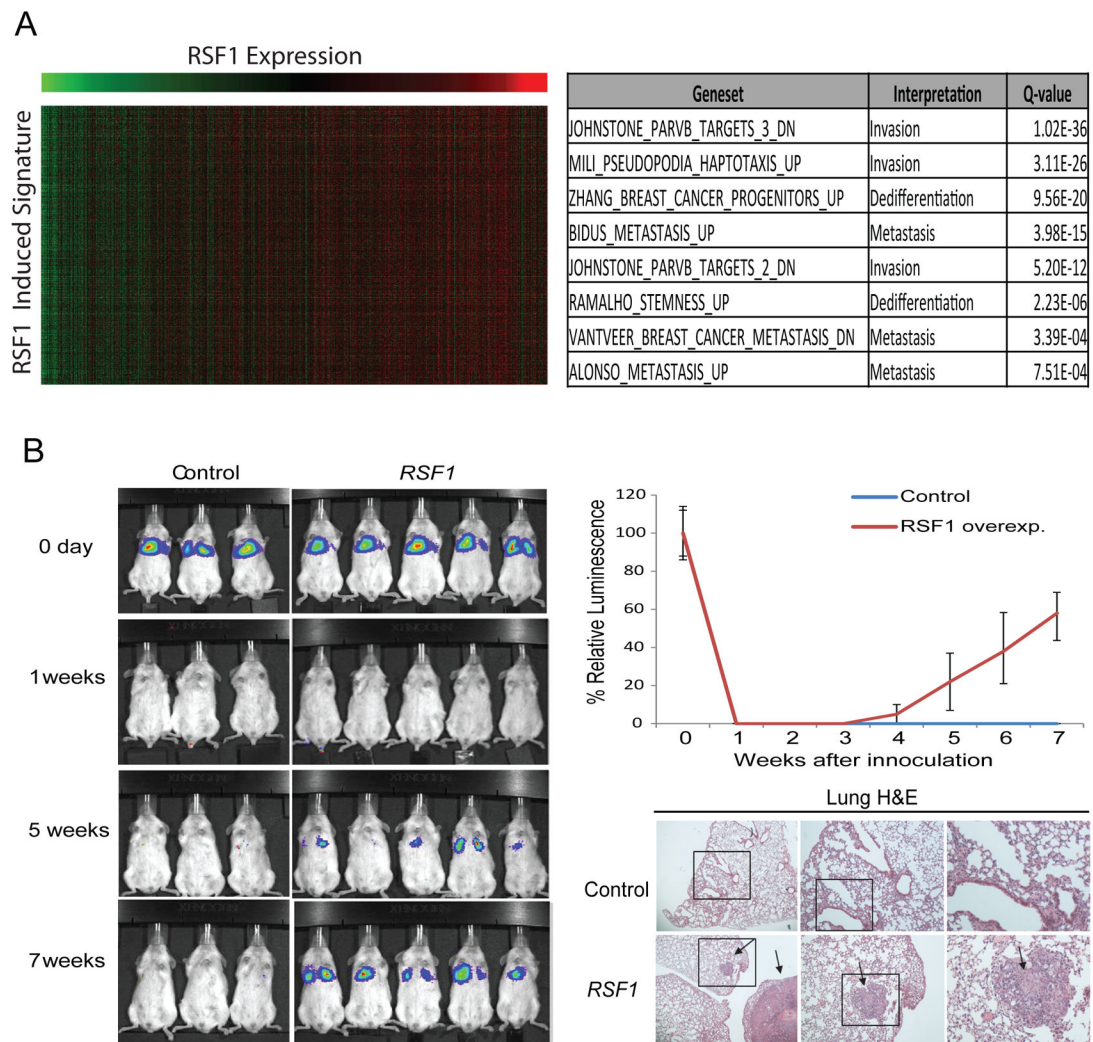 A
RSF1 Expression
RSF1 Induced Signature
Geneset Interpretation Q-value
JOHNSTONE_PARVB_TARGETS_3_DN Invasion 1.02E-36
MILI_PSEUDOPODIA_HAPTOTAXIS_UP Invasion 3.11E-26
ZHANG_BREAST_CANCER_PROGENITORS_UP Dedifferentiation 9.56E-20
BIDUS_METASTASIS_UP Metastasis 3.98E-15
JOHNSTONE_PARVB_TARGETS_2_DN Invasion 5.20E-12
RAMALHO_STEMNESS_UP Dedifferentiation 2.23E-06
VANTVEER_BREAST_CANCER_METASTASIS_DN Metastasis 3.39E-04
ALONSO_METASTASIS_UP Metastasis 7.51E-04
B
Control RSF1
0 day
1 weeks
5 weeks
7 weeks
% Relative Luminescence
120
100
80
60
40
20
0
0 1 2 3 4 5 6 7
Weeks after innoculation
Control
RSF1 overexp.
Lung H&E
Control
RSF1